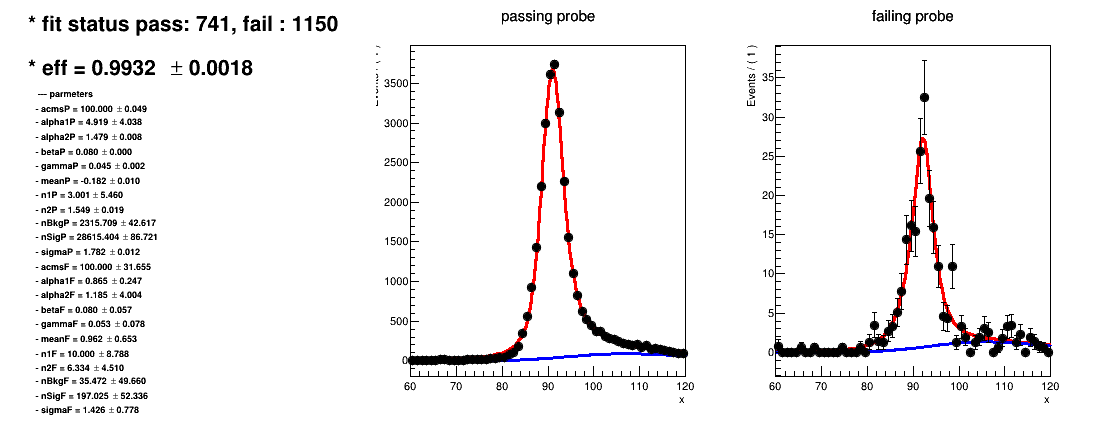 * fit status pass: 741, fail : 1150
* eff = 0.9932 ± 0.0018
--- parmeters
- acmsP = 100.000 ± 0.049
- alpha1P = 4.919 ± 4.038
- alpha2P = 1.479 ± 0.008
- betaP = 0.080 ± 0.000
- gammaP = 0.045 ± 0.002
- meanP = -0.182 ± 0.010
- n1P = 3.001 ± 5.460
- n2P = 1.549 ± 0.019
- nBkgP = 2315.709 ± 42.617
- nSigP = 28615.404 ± 86.721
- sigmaP = 1.782 ± 0.012
- acmsF = 100.000 ± 31.655
- alpha1F = 0.865 ± 0.247
- alpha2F = 1.185 ± 4.004
- betaF = 0.080 ± 0.057
- gammaF = 0.053 ± 0.078
- meanF = 0.962 ± 0.653
- n1F = 10.000 ± 8.788
- n2F = 6.334 ± 4.510
- nBkgF = 35.472 ± 49.660
- nSigF = 197.025 ± 52.336
- sigmaF = 1.426 ± 0.778
passing probe
3500
3000
2500
2000
1500
1000
500
0
60 70 80 90 100 110 120
x
failing probe
Events / ( 1 )
35
30
25
20
15
10
5
0
60 70 80 90 100 110 120
x